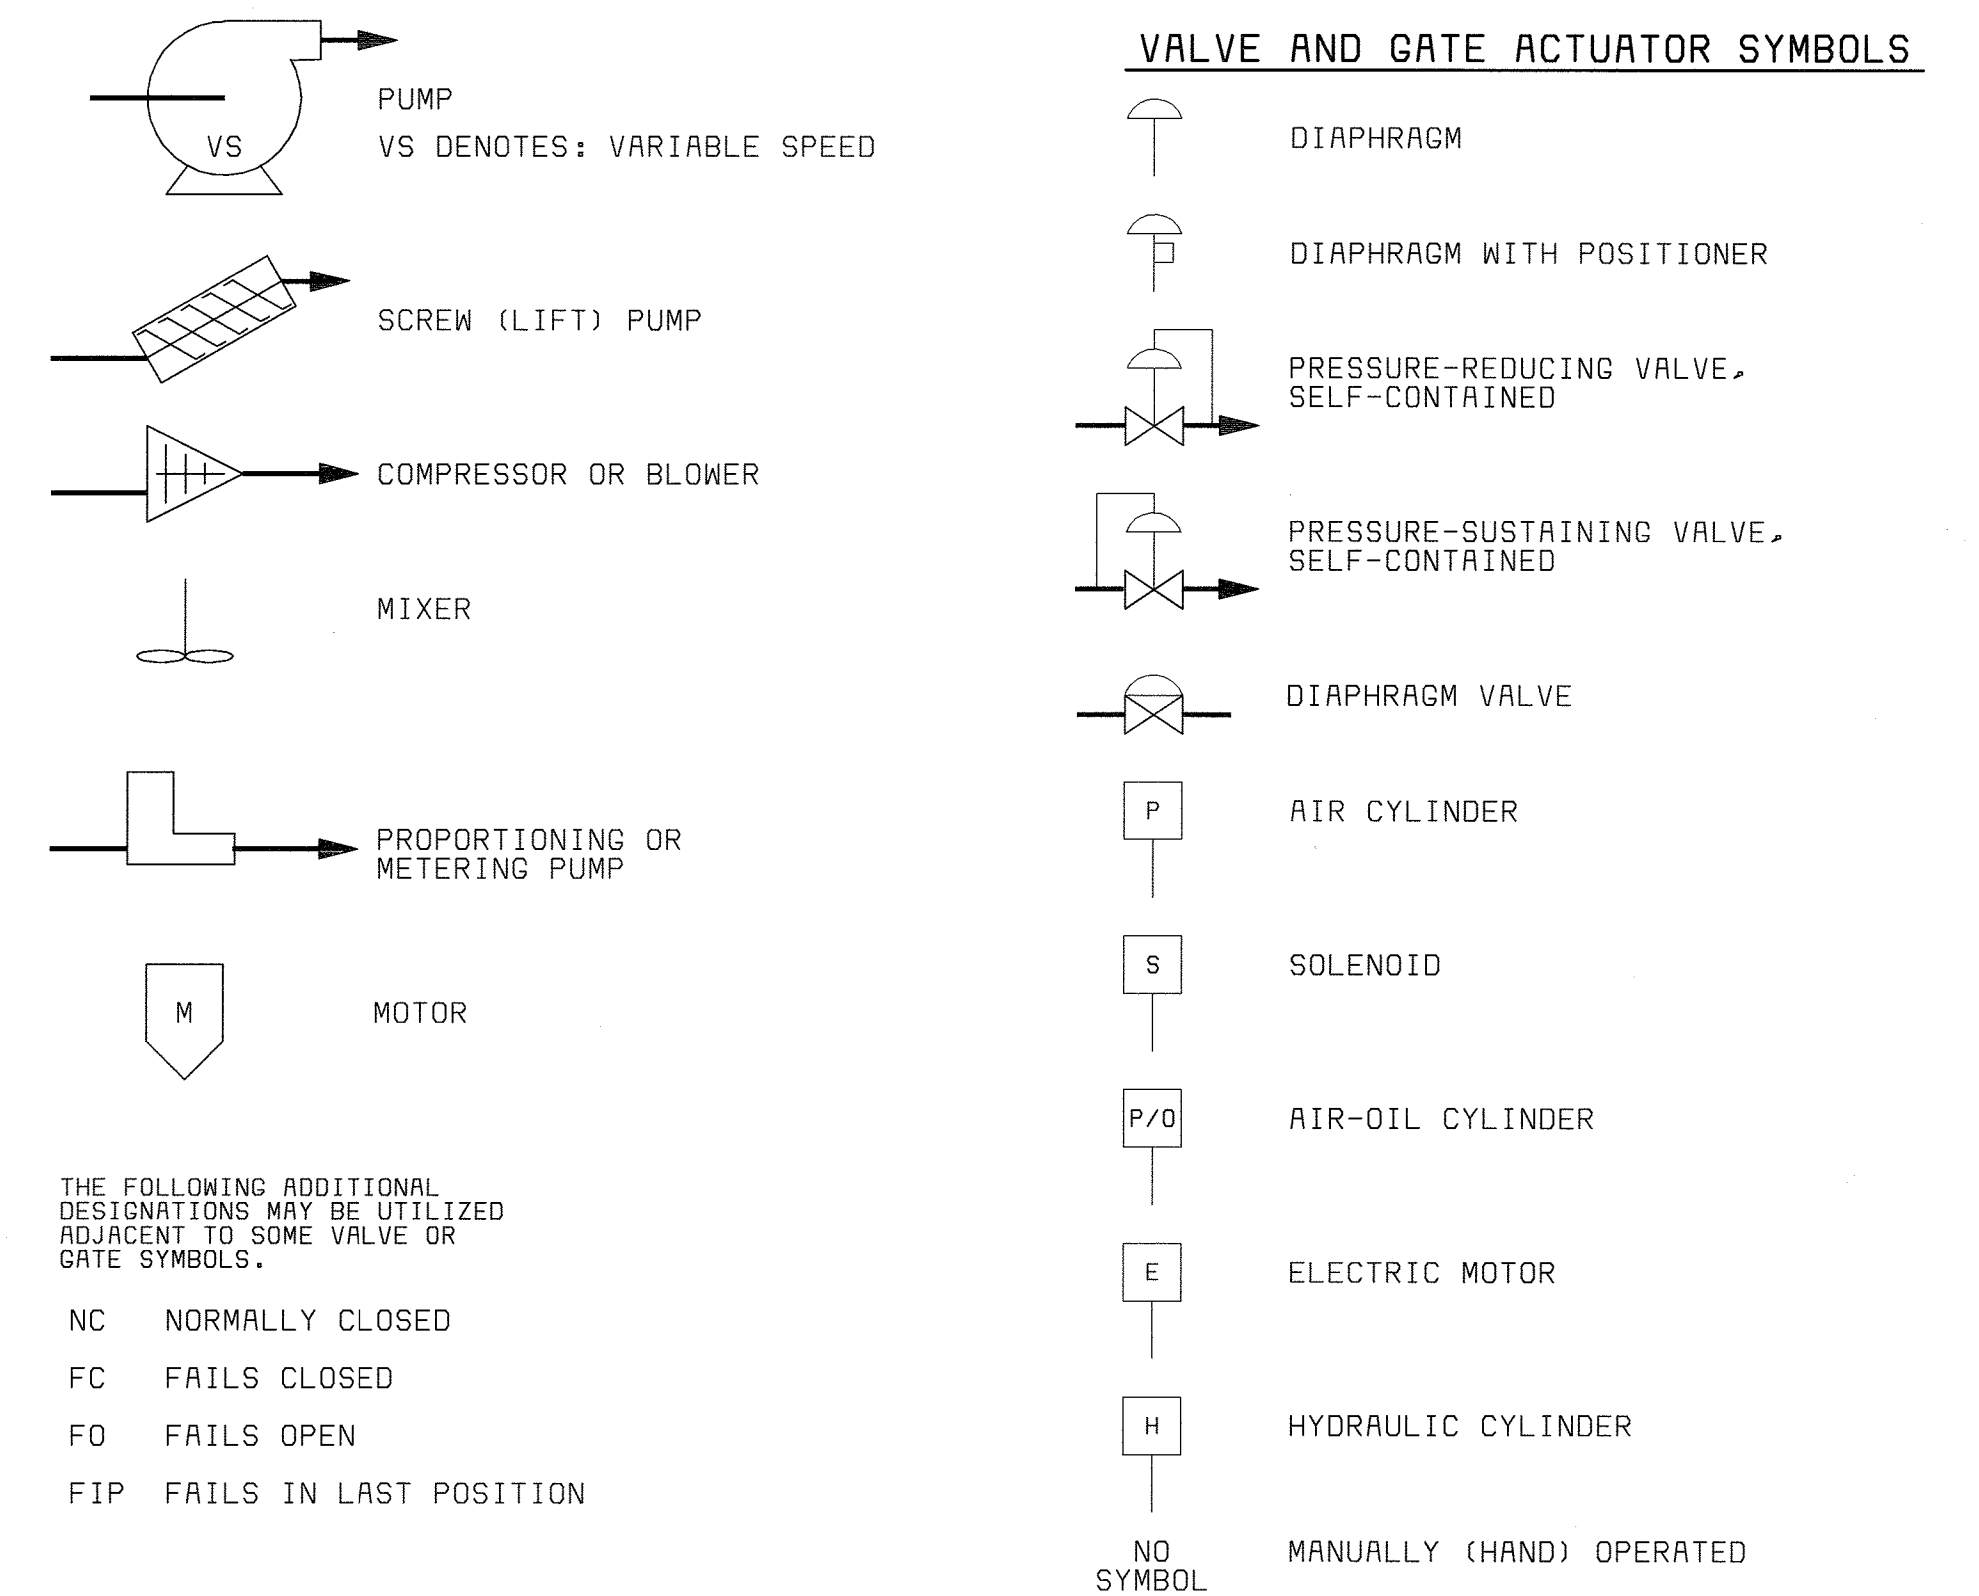 VS
PUMP
VS DENOTES: VARIABLE SPEED
SCREW (LIFT) PUMP
COMPRESSOR OR BLOWER
MIXER
PROPORTIONING OR
METERING PUMP
M
MOTOR
THE FOLLOWING ADDITIONAL
DESIGNATIONS MAY BE UTILIZED
ADJACENT TO SOME VALVE OR
GATE SYMBOLS.
NC NORMALLY CLOSED
FC FAILS CLOSED
FO FAILS OPEN
FIP FAILS IN LAST POSITION
VALVE AND GATE ACTUATOR SYMBOLS
DIAPHRAGM
DIAPHRAGM WITH POSITIONER
PRESSURE-REDUCING VALVE,
SELF-CONTAINED
PRESSURE-SUSTAINING VALVE,
SELF-CONTAINED
DIAPHRAGM VALVE
P AIR CYLINDER
S SOLENOID
P/O AIR-OIL CYLINDER
E ELECTRIC MOTOR
H HYDRAULIC CYLINDER
NO MANUALLY (HAND) OPERATED
SYMBOL